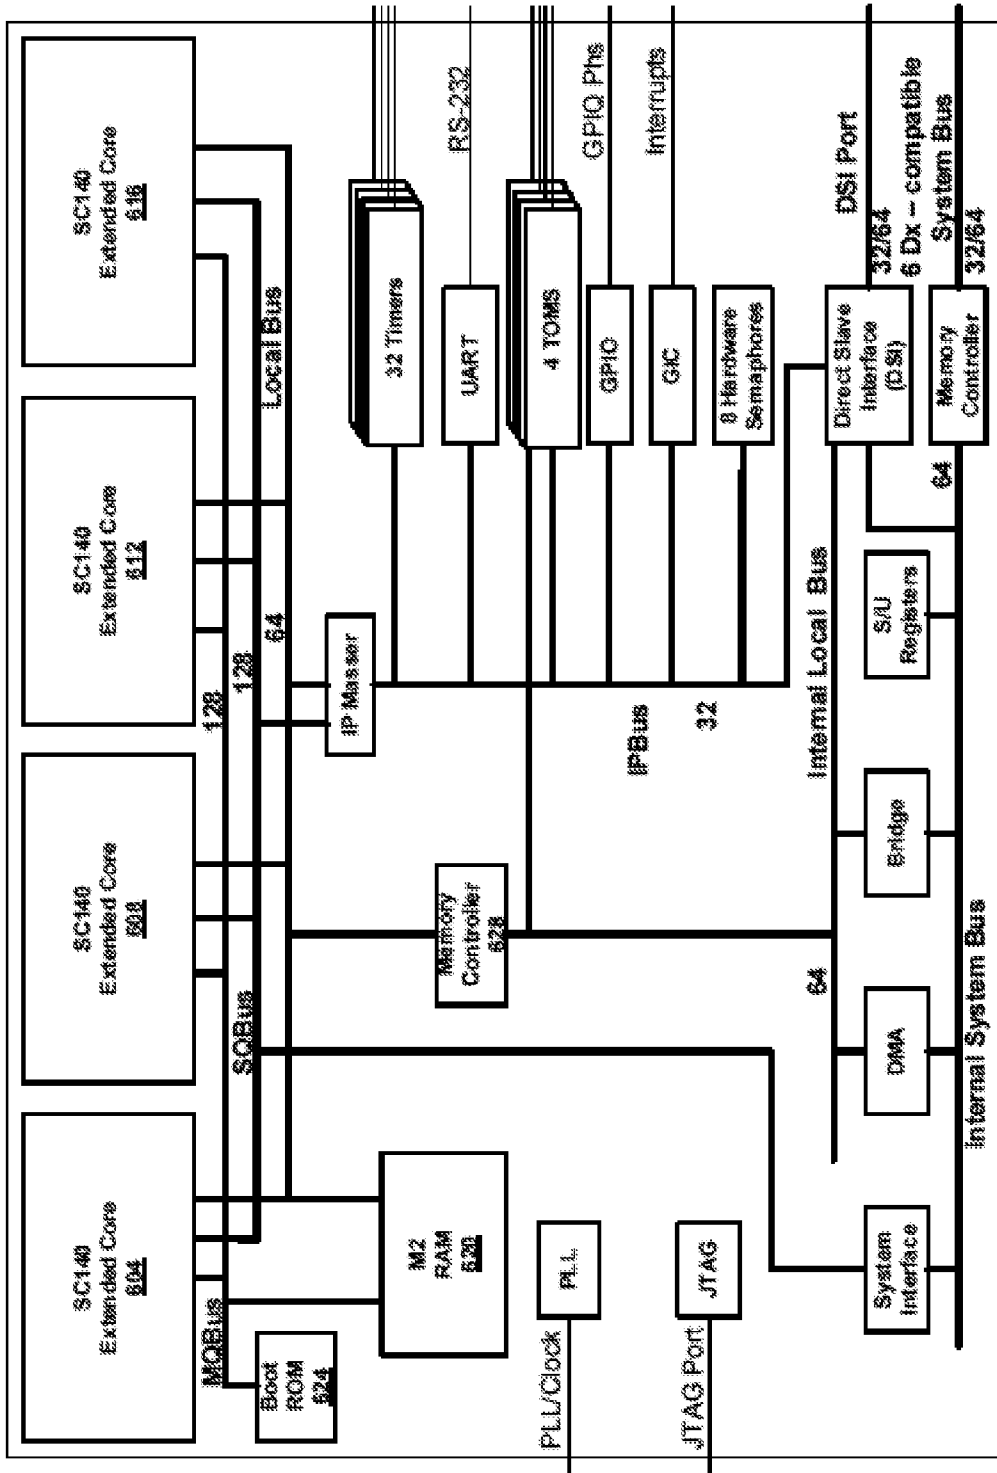 SC140
Extended Core
604
SC140
Extended Core
608
SC140
Extended Core
612
SC140
Extended Core
616
MQBus
SQBus
128
128
64
Local Bus
Boot
ROM
624
M2
RAM
620
Memory
Controller
628
IP Masser
32 Timers
RS-232
UART
4 TOMS
GPIO
GPIO Phs
GIC
Interrupts
8 Hardware
Semaphores
IPBus
32
PLL/Clock
PLL
JTAG Port
JTAG
64
Internal Local Bus
Direct Slave
Interface
(DSI)
DSI Port
32/64
System
Interface
DMA
Bridge
S/U
Registers
64
Memory
Controller
6 Dx – compatible
System Bus
32/64
Internal System Bus